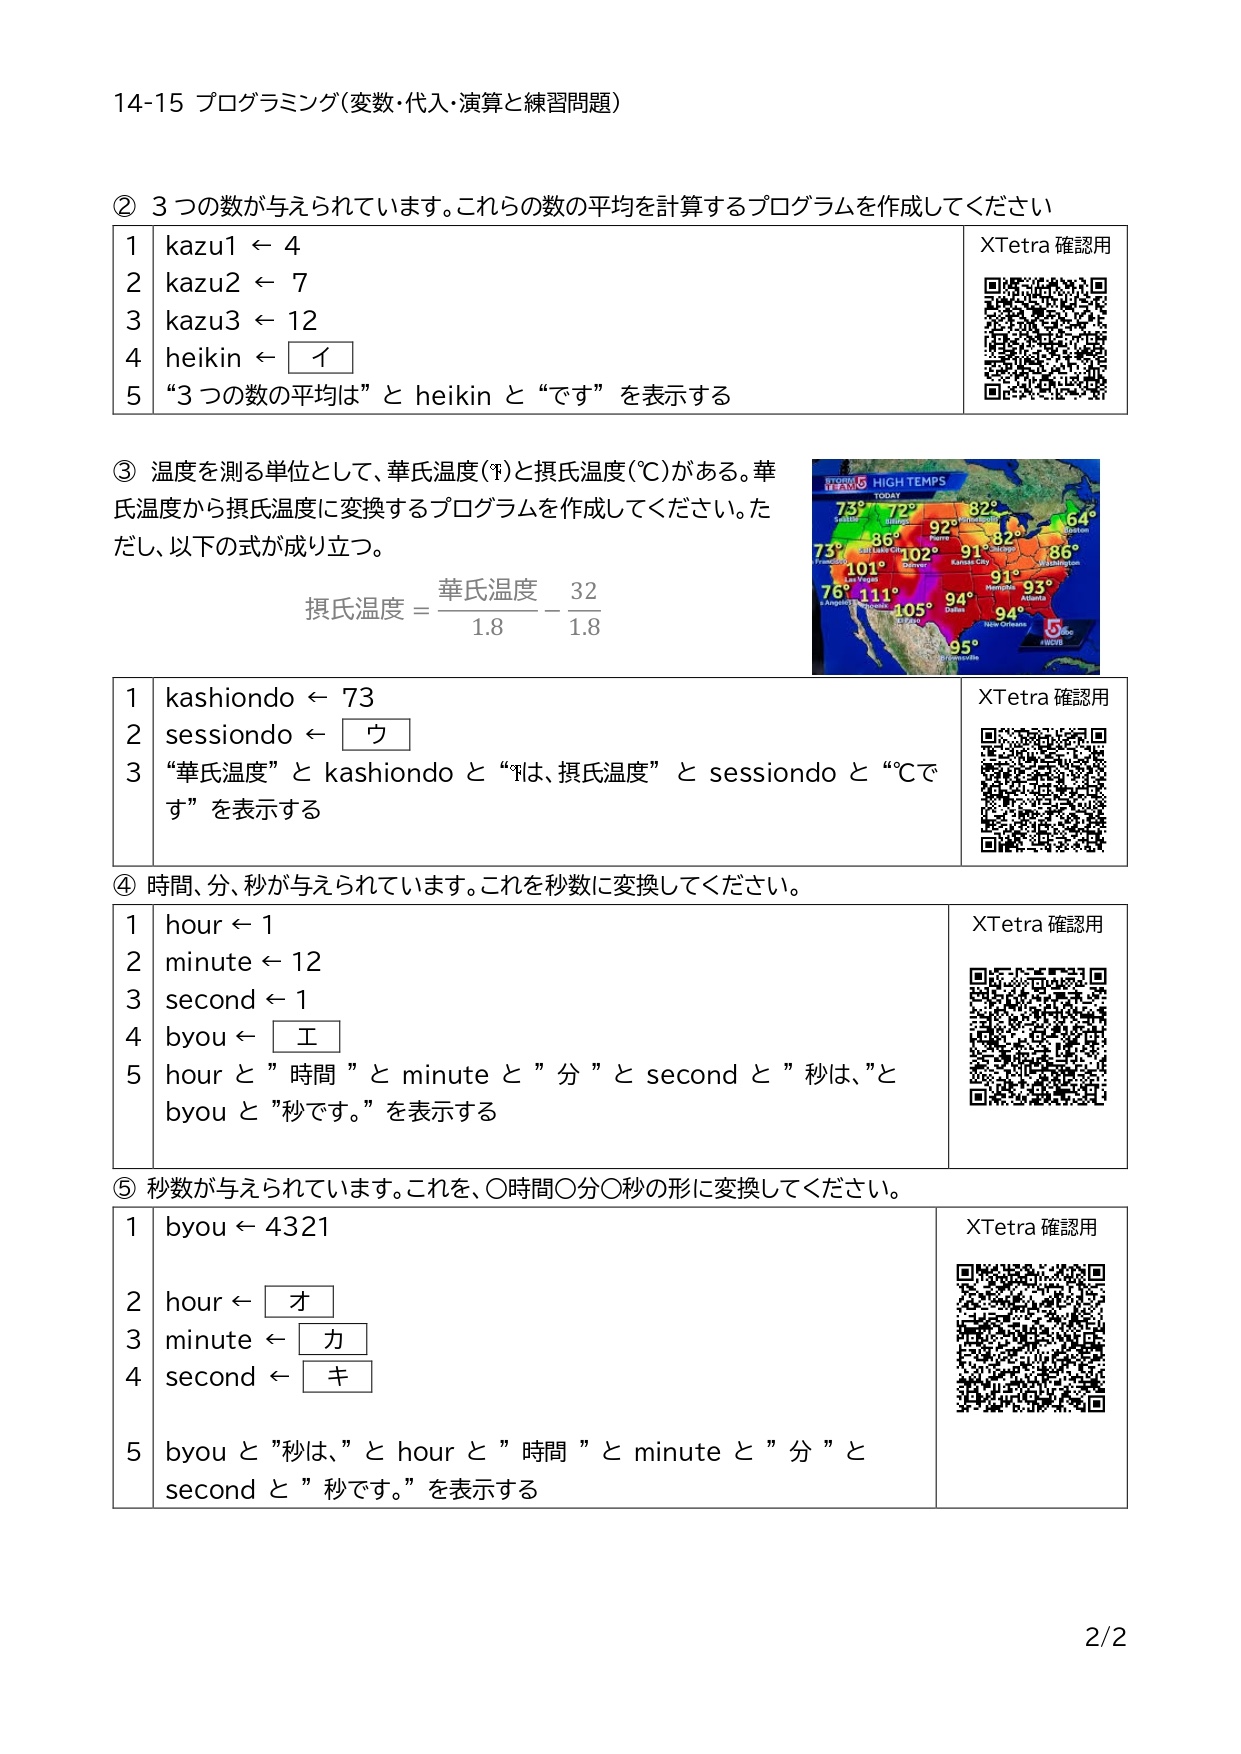 14-15 プログラミング(変数・代入・演算と練習問題)
② 3つの数が与えられています。これらの数の平均を計算するプログラムを作成してください
1 kazu1 ← 4
2 kazu2 ← 7
3 kazu3 ← 12
4 heikin ← イ
5 “3つの数の平均は” と heikin と “です” を表示する
XTetra 確認用
③ 温度を測る単位として、華氏温度(℉)と摂氏温度(℃)がある。華
氏温度から摂氏温度に変換するプログラムを作成してください。た
だし、以下の式が成り立つ。
摂氏温度 = 華氏温度/1.8 − 32/1.8
STORM TEAM 5 HIGH TEMPS
TODAY
73° Seattle
72° Billings
82° Minneapolis
64° Boston
92° Pierre
86° Salt Lake City
82° Chicago
73° Francisco
102° Denver
91° Kansas City
86° Washington
101° Las Vegas
91° Memphis
93° Atlanta
76° s Angeles
111° Phoenix
94° Dallas
105° El Paso
94° New Orleans
95° Brownsville
5 abc
#WCVB
1 kashiondo ← 73
2 sessiondo ← ウ
3 “華氏温度” と kashiondo と “℉は、摂氏温度” と sessiondo と “℃で
す” を表示する
XTetra 確認用
④ 時間、分、秒が与えられています。これを秒数に変換してください。
1 hour ← 1
2 minute ← 12
3 second ← 1
4 byou ← エ
5 hour と ” 時間 ” と minute と ” 分 ” と second と ” 秒は、”と
byou と ”秒です。” を表示する
XTetra 確認用
⑤ 秒数が与えられています。これを、〇時間〇分〇秒の形に変換してください。
1 byou ← 4321
2 hour ← オ
3 minute ← カ
4 second ← キ
5 byou と ”秒は、” と hour と ” 時間 ” と minute と ” 分 ” と
second と ” 秒です。” を表示する
XTetra 確認用
2/2